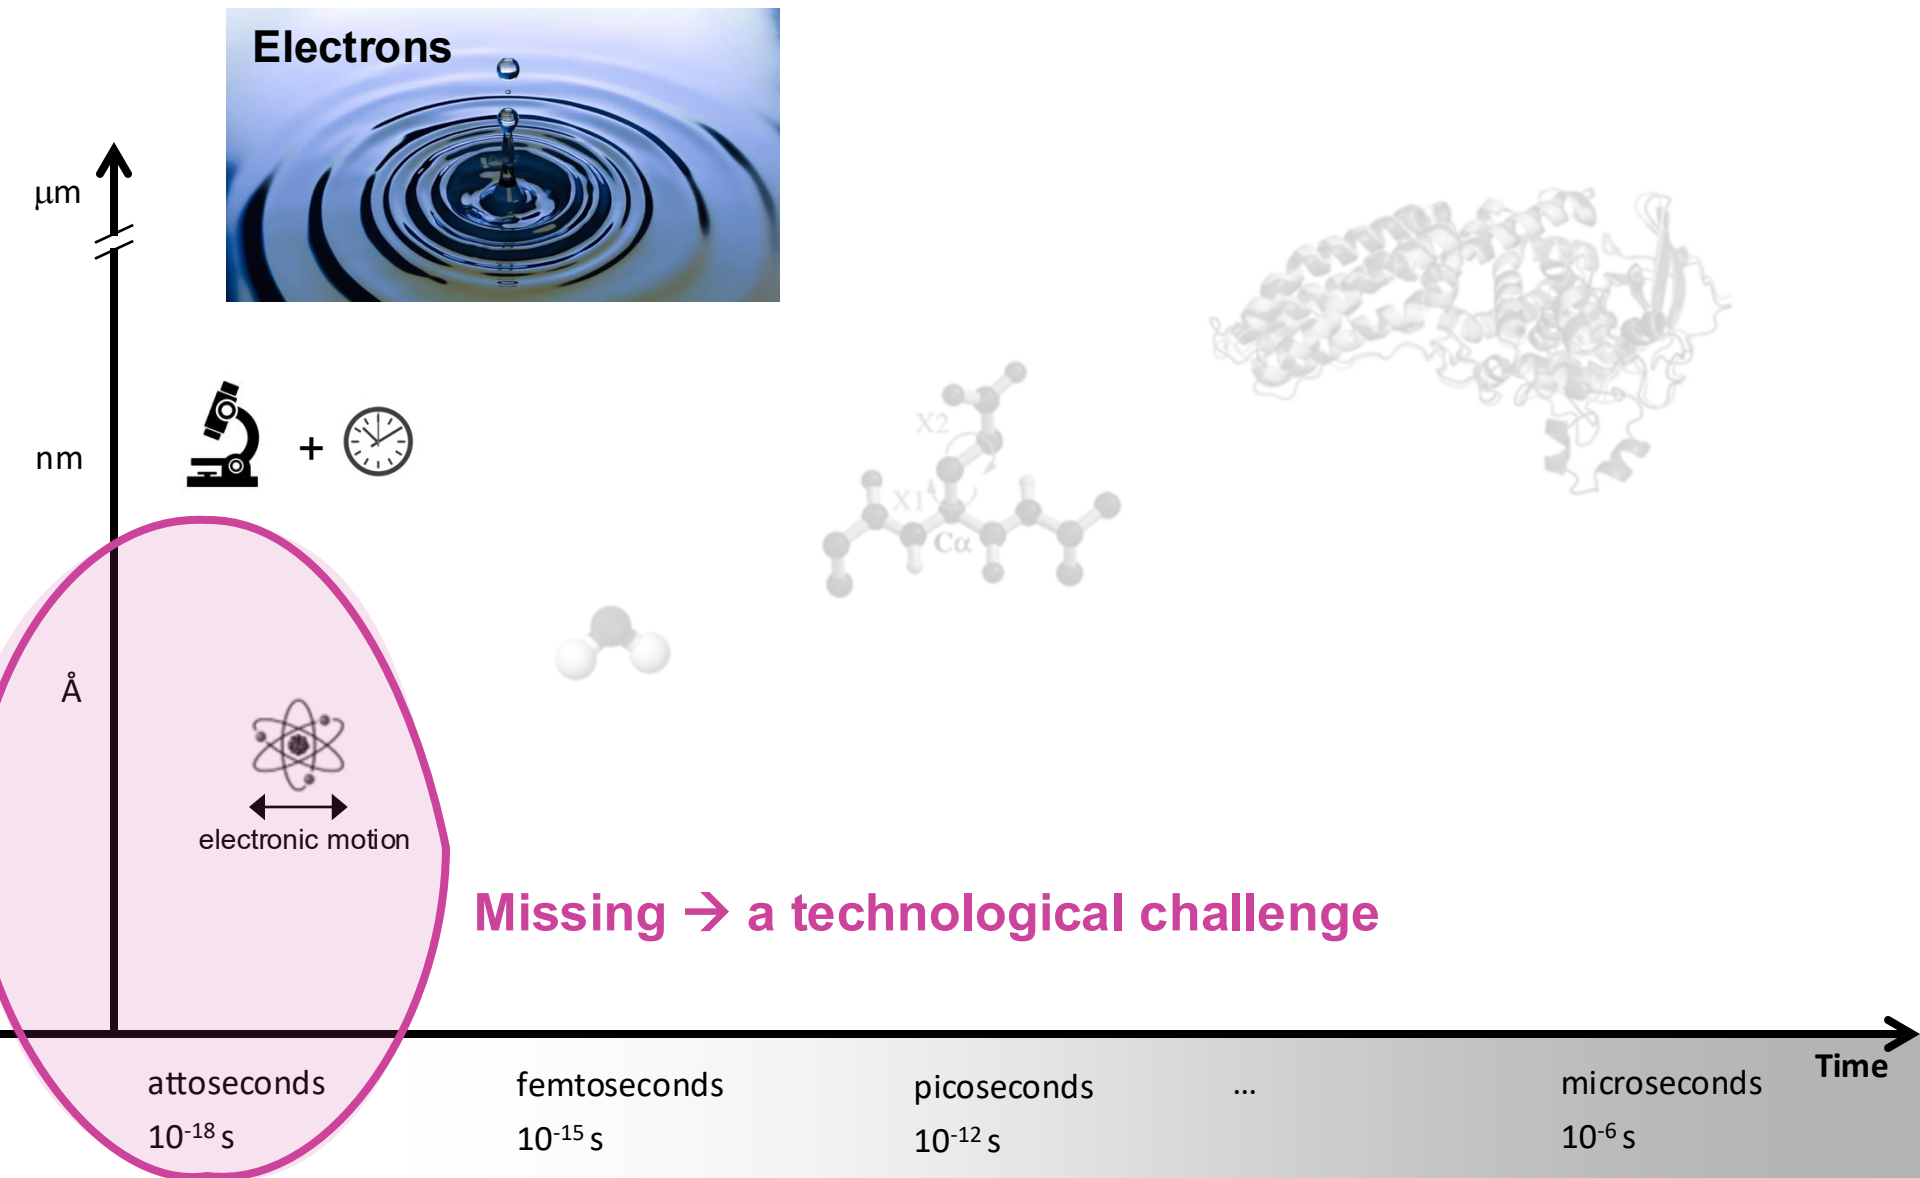 Electrons
μm
nm
+
X2
X1
Cα
Å
electronic motion
Missing → a technological challenge
Time
attoseconds
femtoseconds
picoseconds
...
microseconds
10⁻¹⁸ s
10⁻¹⁵ s
10⁻¹² s
10⁻⁶ s